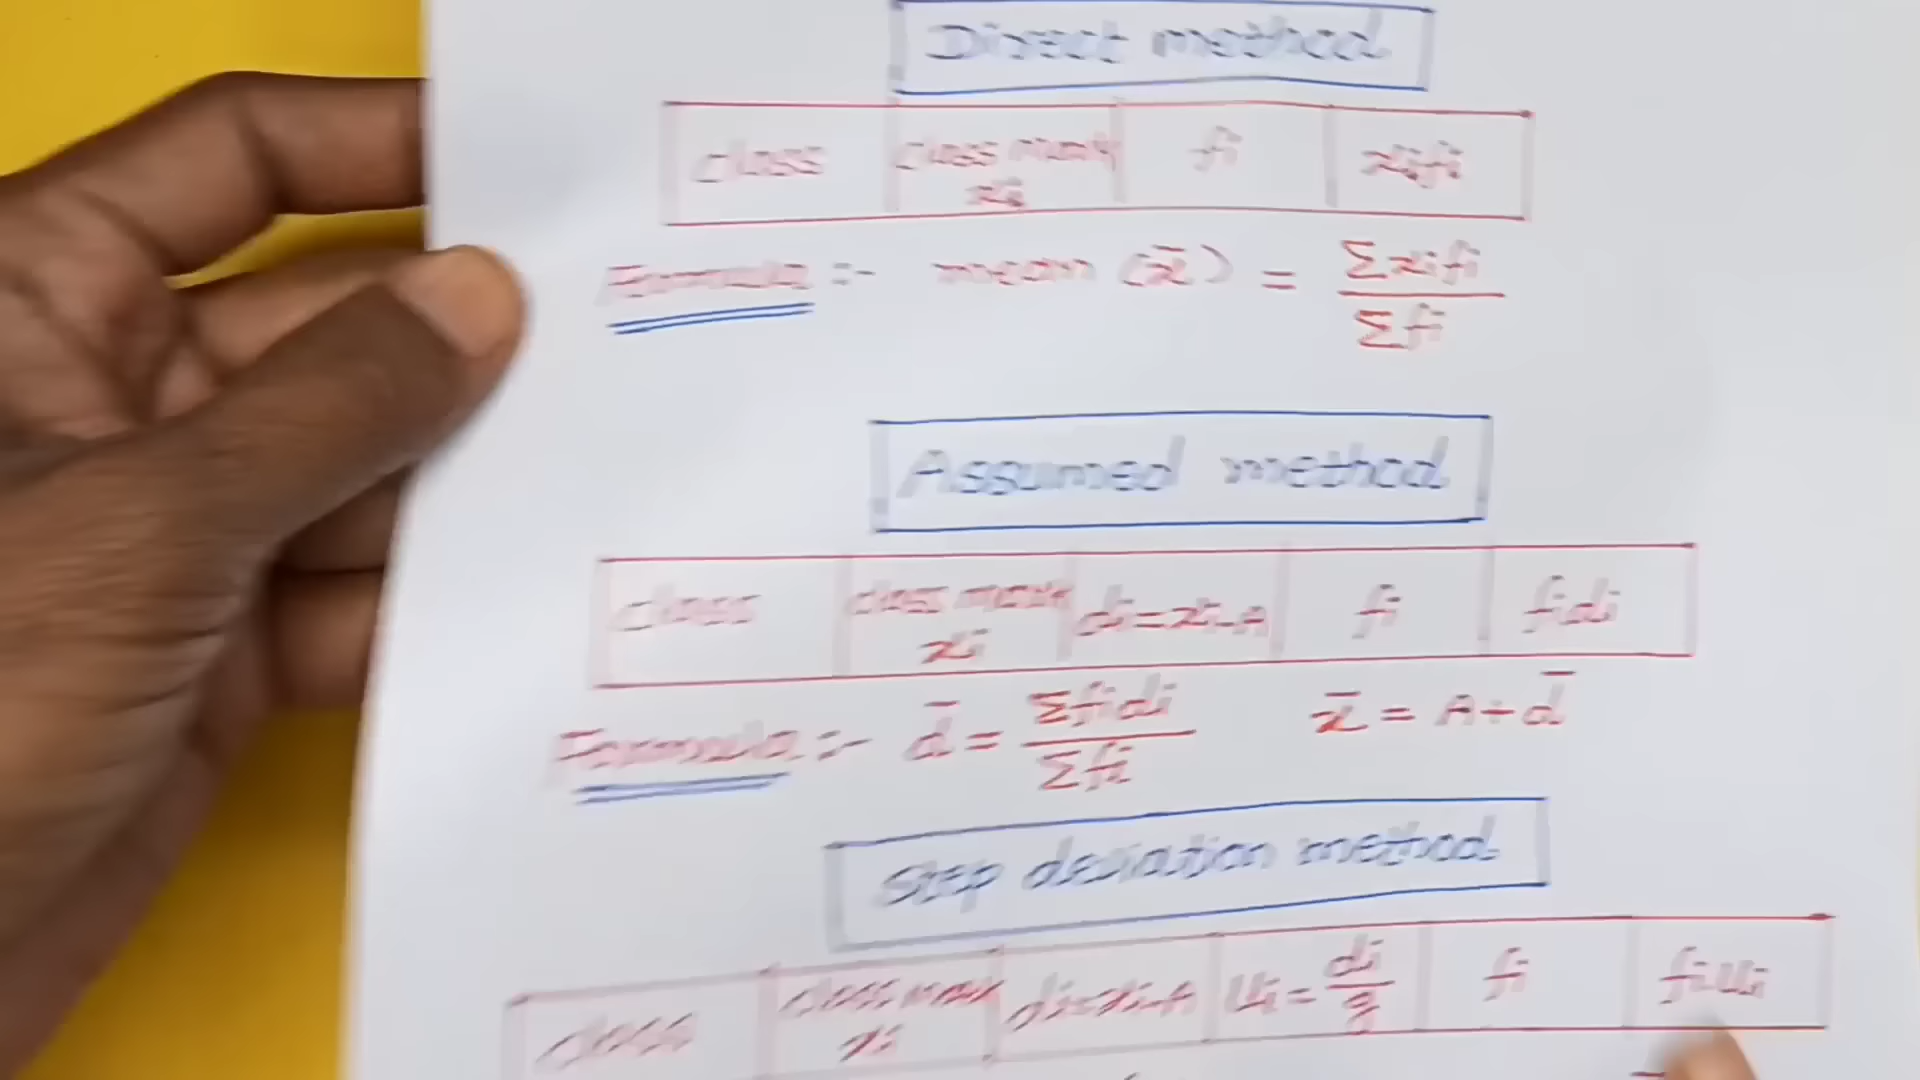 Direct method
class class mark fi xifi
xi
Formula :- mean (x̄) = Σxifi / Σfi
Assumed method
class class mark di=xi-A fi fidi
xi
Formula :- d̄ = Σfidi / Σfi x̄ = A+d̄
Step deviation method
class class mark di=xi-A Ui = di/g fi fiUi
xi